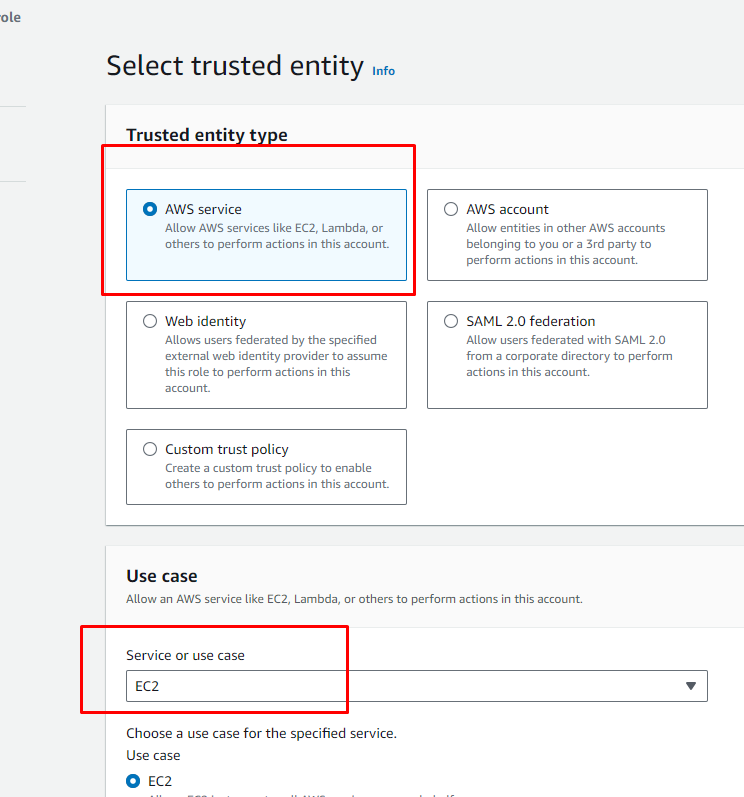 role
Select trusted entity Info
Trusted entity type
AWS service
Allow AWS services like EC2, Lambda, or
others to perform actions in this account.
AWS account
Allow entities in other AWS accounts
belonging to you or a 3rd party to
perform actions in this account.
Web identity
Allows users federated by the specified
external web identity provider to assume
this role to perform actions in this
account.
SAML 2.0 federation
Allow users federated with SAML 2.0
from a corporate directory to perform
actions in this account.
Custom trust policy
Create a custom trust policy to enable
others to perform actions in this account.
Use case
Allow an AWS service like EC2, Lambda, or others to perform actions in this account.
Service or use case
EC2
Choose a use case for the specified service.
Use case
EC2